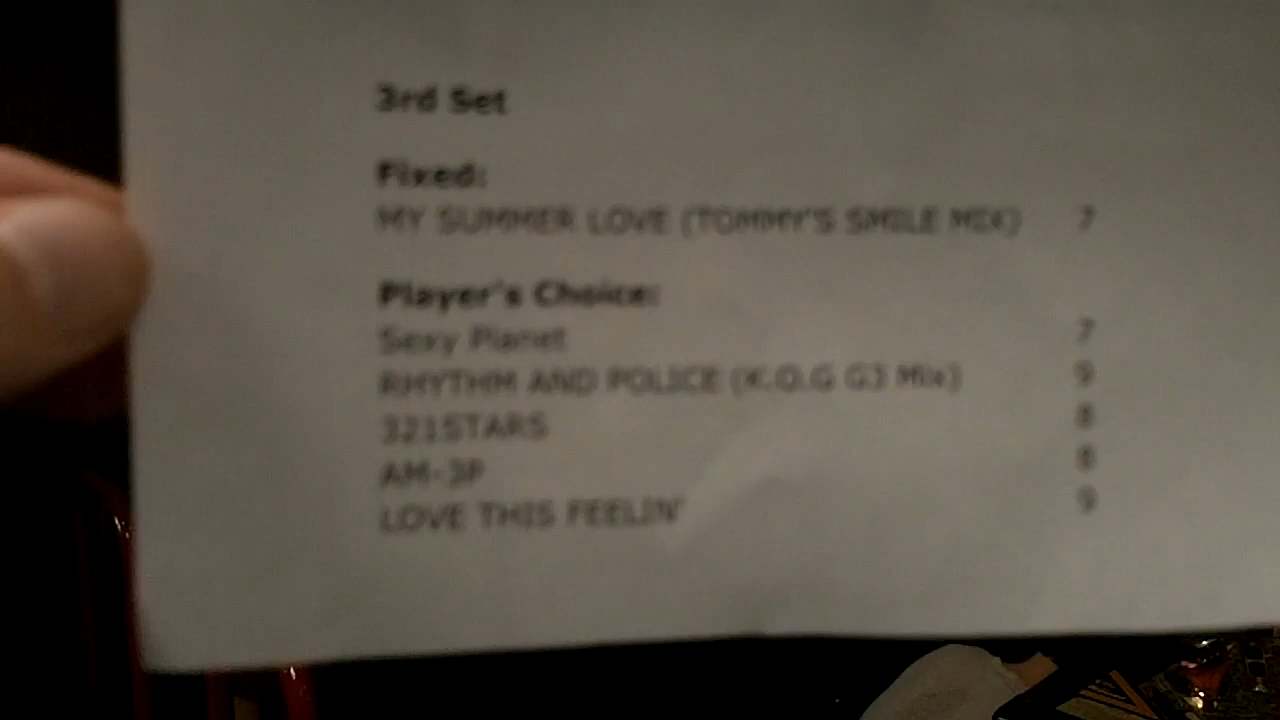 3rd Set
Fixed:
MY SUMMER LOVE (TOMMY'S SMILE MIX) 7
Player's Choice:
Sexy Planet 7
RHYTHM AND POLICE (K.O.G G3 Mix) 9
321STARS 8
AM-3P 8
LOVE THIS FEELIN' 9